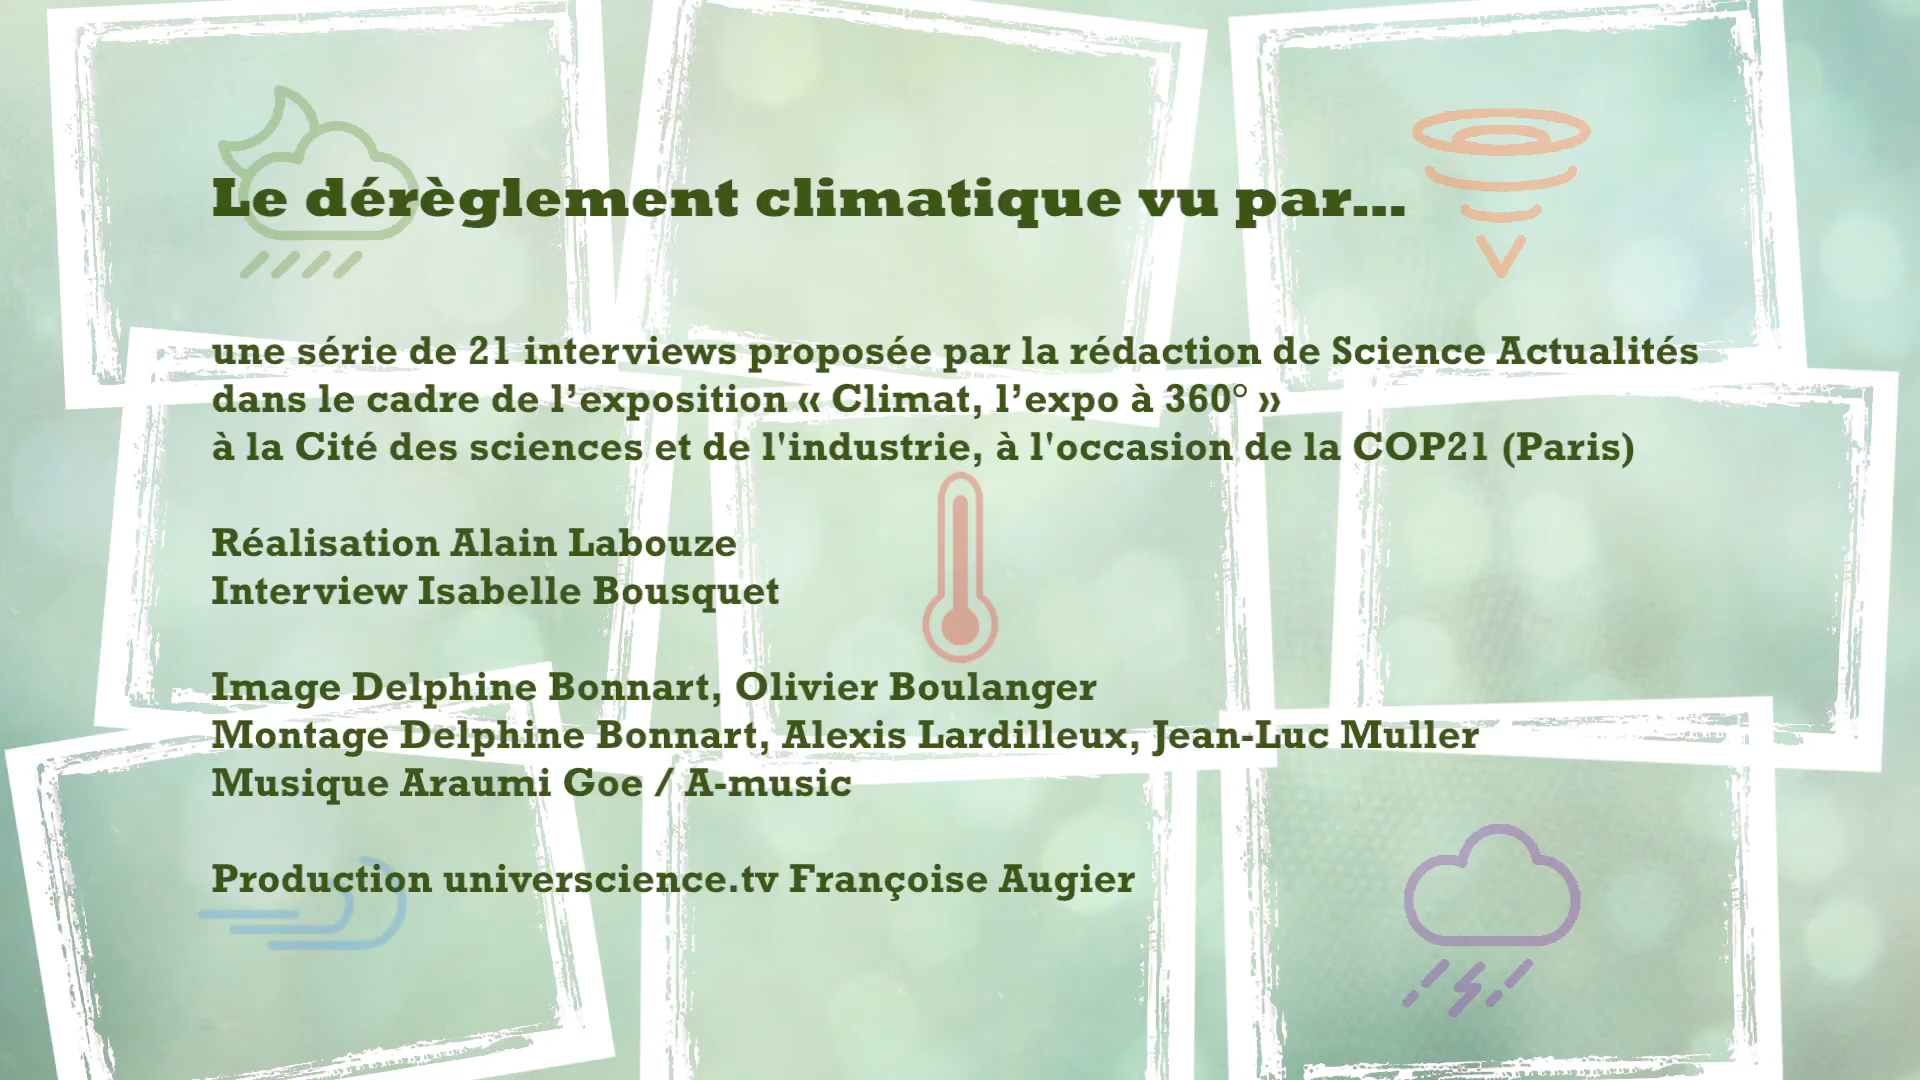 Le dérèglement climatique vu par...
une série de 21 interviews proposée par la rédaction de Science Actualités
dans le cadre de l’exposition « Climat, l’expo à 360° »
à la Cité des sciences et de l'industrie, à l'occasion de la COP21 (Paris)
Réalisation Alain Labouze
Interview Isabelle Bousquet
Image Delphine Bonnart, Olivier Boulanger
Montage Delphine Bonnart, Alexis Lardilleux, Jean-Luc Muller
Musique Araumi Goe / A-music
Production universcience.tv Françoise Augier